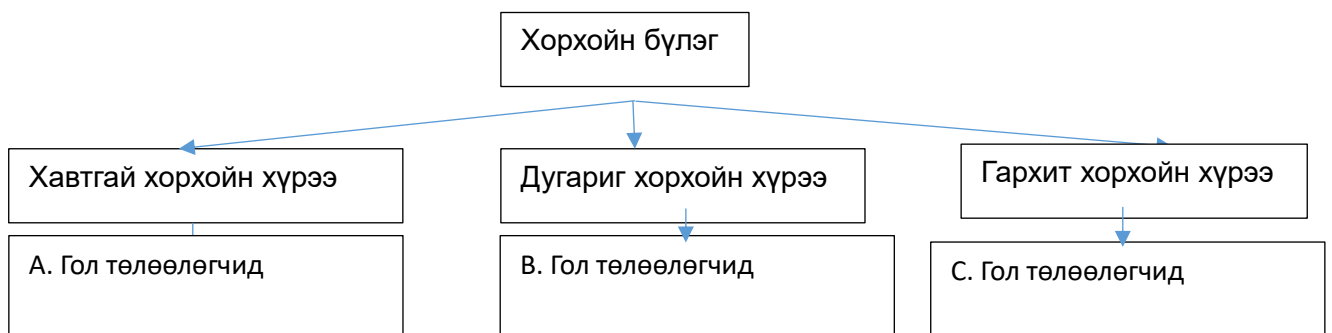 Хорхойн бүлэг
Хавтгай хорхойн хүрээ
Дугариг хорхойн хүрээ
Гархит хорхойн хүрээ
А. Гол төлөөлөгчид
В. Гол төлөөлөгчид
С. Гол төлөөлөгчид